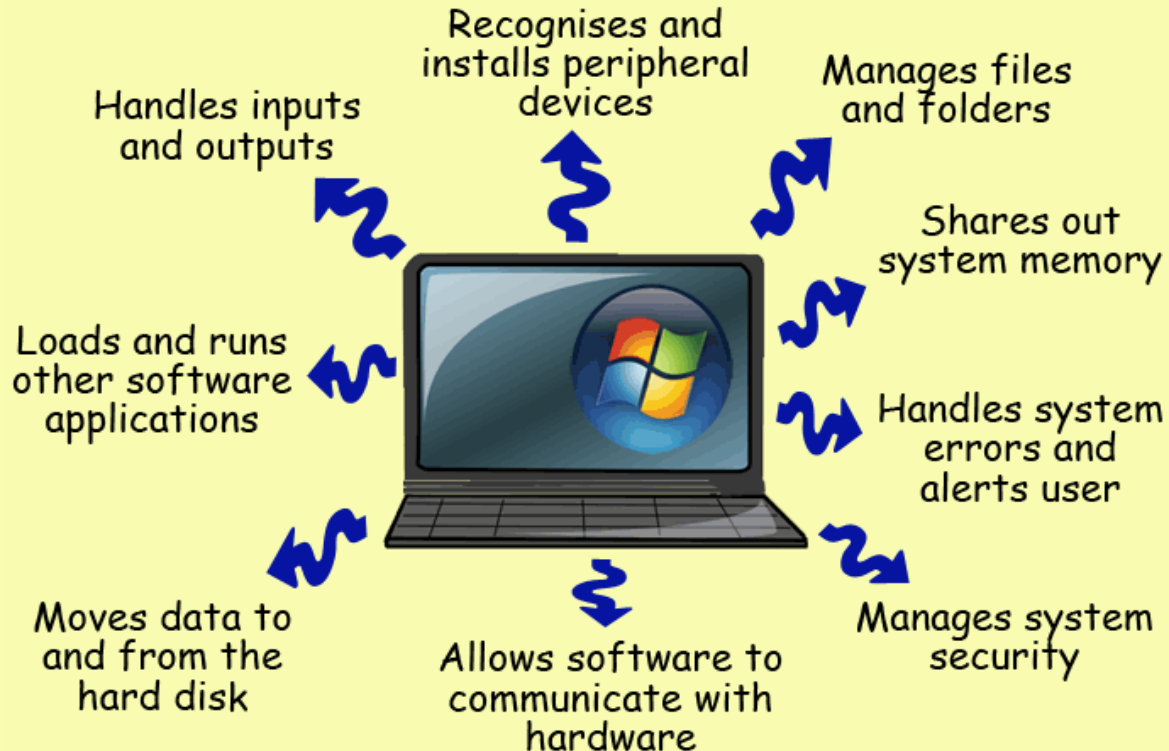 Recognises and
installs peripheral
devices
Manages files
and folders
Handles inputs
and outputs
Shares out
system memory
Loads and runs
other software
applications
Handles system
errors and
alerts user
Moves data to
and from the
hard disk
Allows software to
communicate with
hardware
Manages system
security